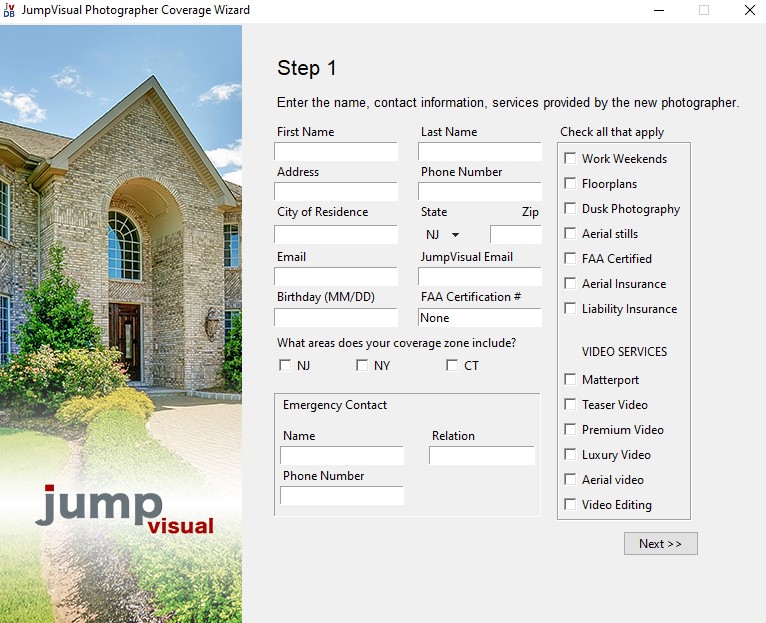 JV DB JumpVisual Photographer Coverage Wizard
Step 1
Enter the name, contact information, services provided by the new photographer.
First Name
Last Name
Address
Phone Number
City of Residence
State
Zip
NJ
Email
JumpVisual Email
Birthday (MM/DD)
FAA Certification #
None
What areas does your coverage zone include?
NJ
NY
CT
Emergency Contact
Name
Relation
Phone Number
Check all that apply
Work Weekends
Floorplans
Dusk Photography
Aerial stills
FAA Certified
Aerial Insurance
Liability Insurance
VIDEO SERVICES
Matterport
Teaser Video
Premium Video
Luxury Video
Aerial video
Video Editing
Next >>
jump
visual